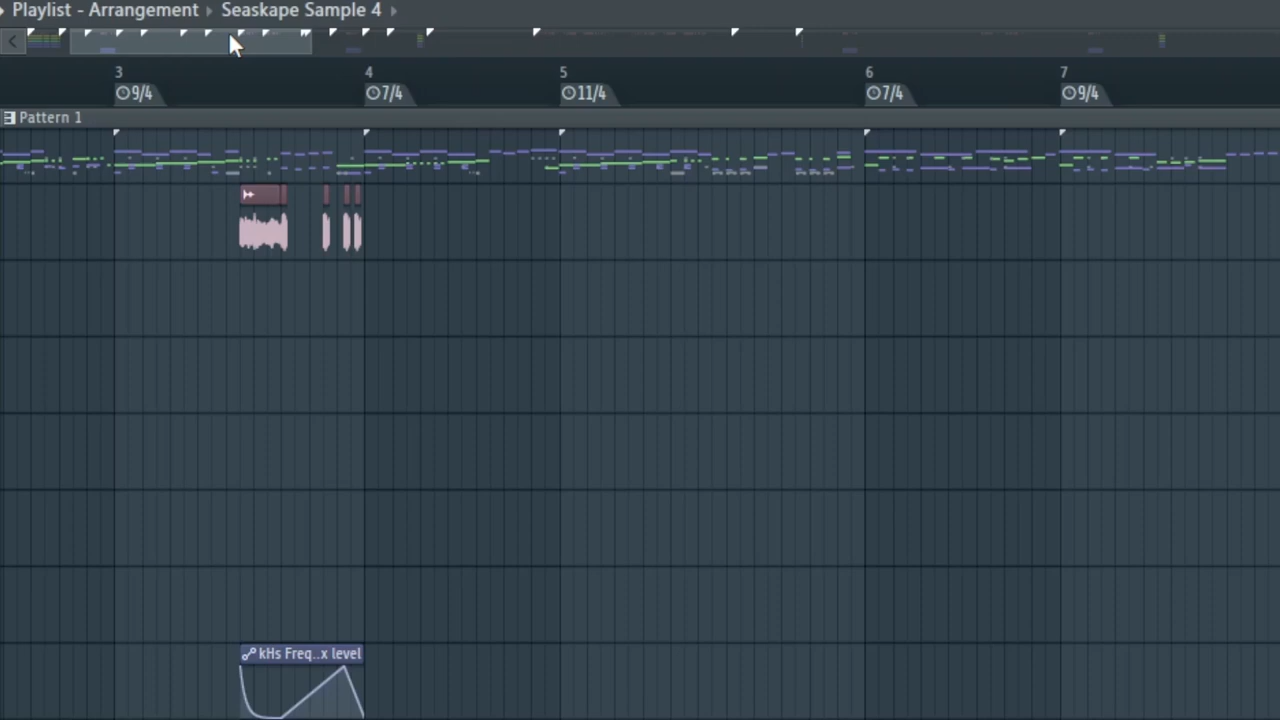 Playlist - Arrangement Seaskape Sample 4
3 4 5 6 7
9/4 7/4 11/4 7/4 9/4
Pattern 1
kHs Freq..x level